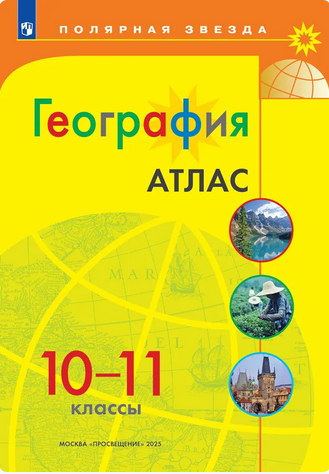 ПОЛЯРНАЯ ЗВЕЗДА
География
АТЛАС
10–11
классы
МОСКВА «ПРОСВЕЩЕНИЕ» 2025